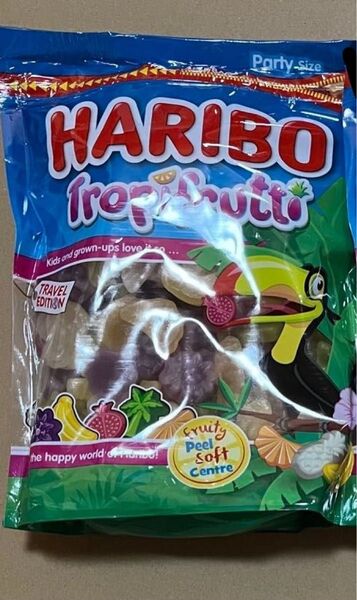 Party Size
HARIBO
Tropifrutti
Kids and grown-ups love it so ...
TRAVEL
EDITION
fruity
Peel
Soft
Centre
the happy world of Haribo!